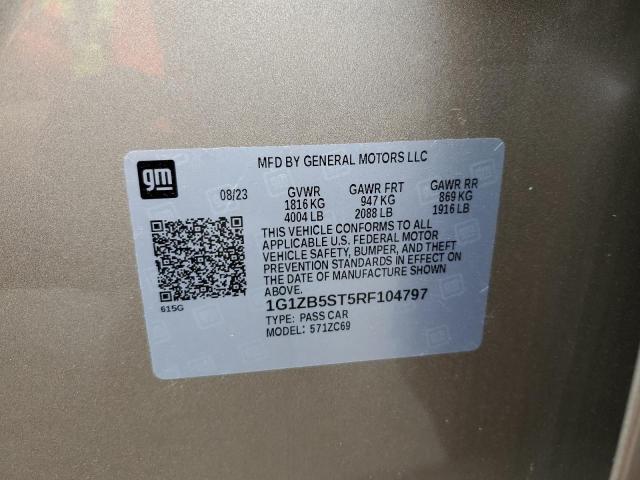 MFD BY GENERAL MOTORS LLC
gm
08/23 GVWR GAWR FRT GAWR RR
1816 KG 947 KG 869 KG
4004 LB 2088 LB 1916 LB
THIS VEHICLE CONFORMS TO ALL
APPLICABLE U.S. FEDERAL MOTOR
VEHICLE SAFETY, BUMPER, AND THEFT
PREVENTION STANDARDS IN EFFECT ON
THE DATE OF MANUFACTURE SHOWN
ABOVE.
1G1ZB5ST5RF104797
615G
TYPE: PASS CAR
MODEL: 571ZC69